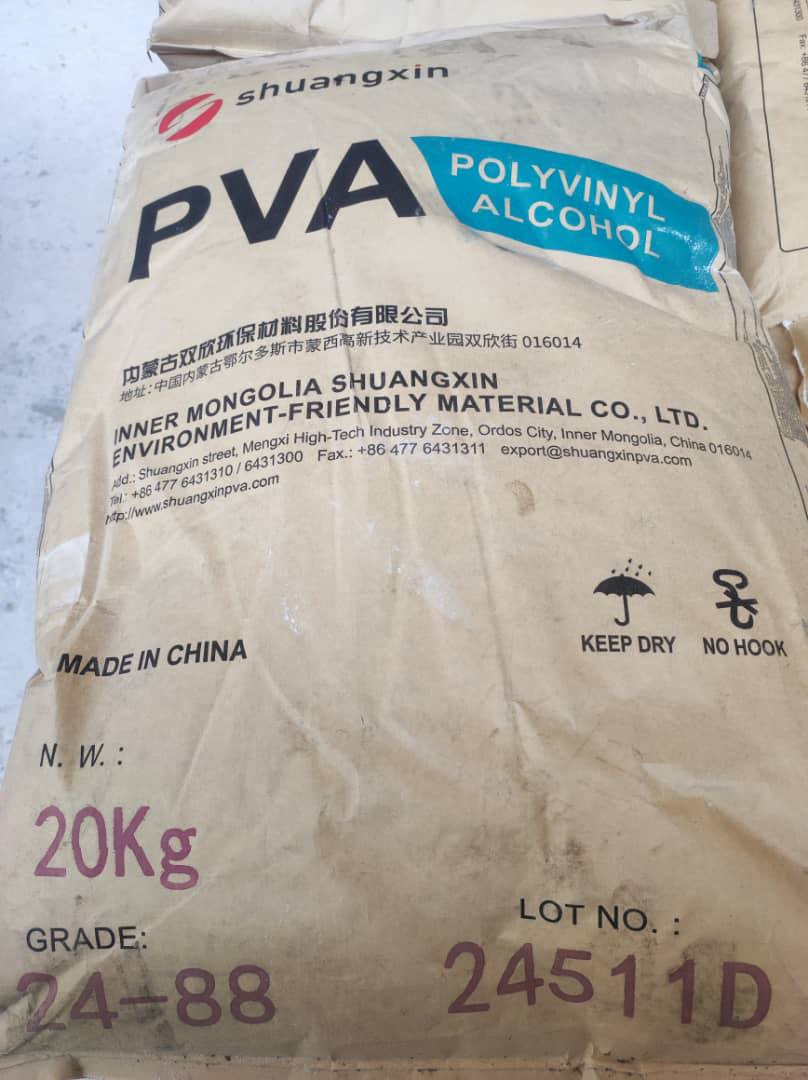 shuangxin
PVA
POLYVINYL
ALCOHOL
内蒙古双欣环保材料股份有限公司
地址：中国内蒙古鄂尔多斯市蒙西高新技术产业园双欣街 016014
INNER MONGOLIA SHUANGXIN
ENVIRONMENT-FRIENDLY MATERIAL CO., LTD.
Add.: Shuangxin street, Mengxi High-Tech Industry Zone, Ordos City, Inner Mongolia, China 016014
Tel.: +86 477 6431310 / 6431300 Fax.: +86 477 6431311 export@shuangxinpva.com
http://www.shuangxinpva.com
KEEP DRY NO HOOK
MADE IN CHINA
N. W. :
20Kg
GRADE:
24-88
LOT NO. :
24511D